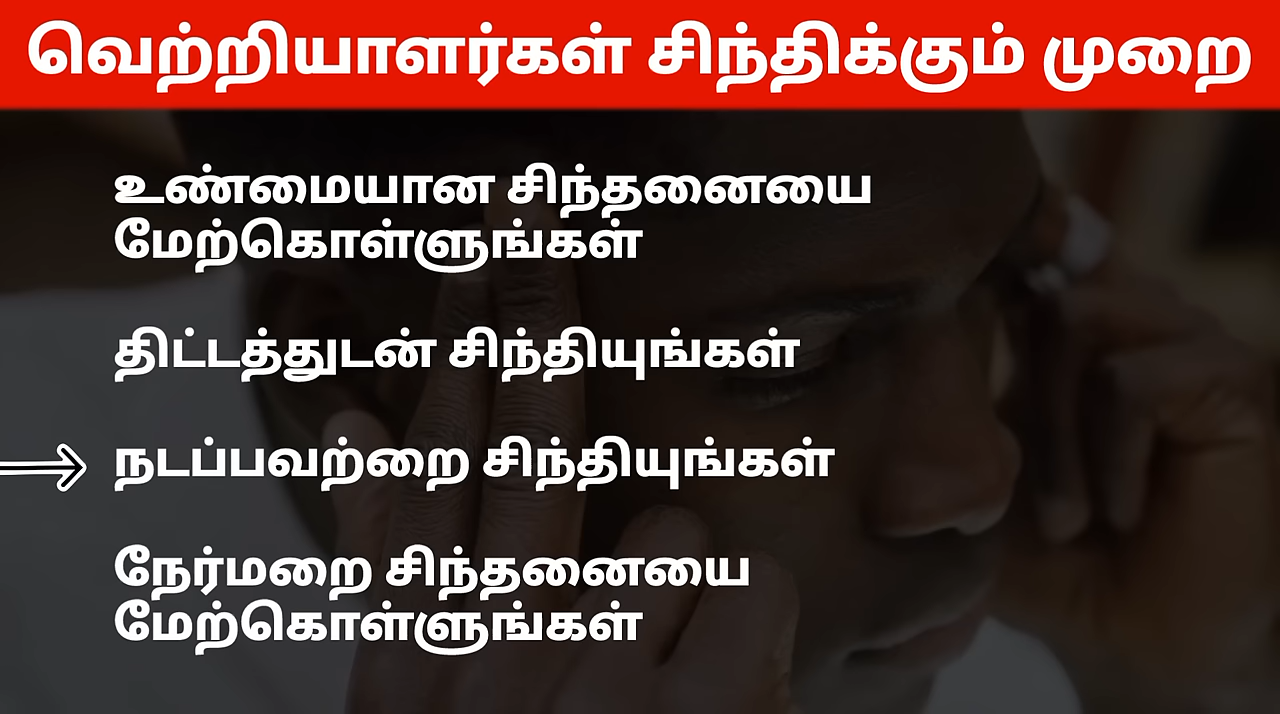 வெற்றியாளர்கள் சிந்திக்கும் முறை
உண்மையான சிந்தனையை
மேற்கொள்ளுங்கள்
திட்டத்துடன் சிந்தியுங்கள்
நடப்பவற்றை சிந்தியுங்கள்
நேர்மறை சிந்தனையை
மேற்கொள்ளுங்கள்